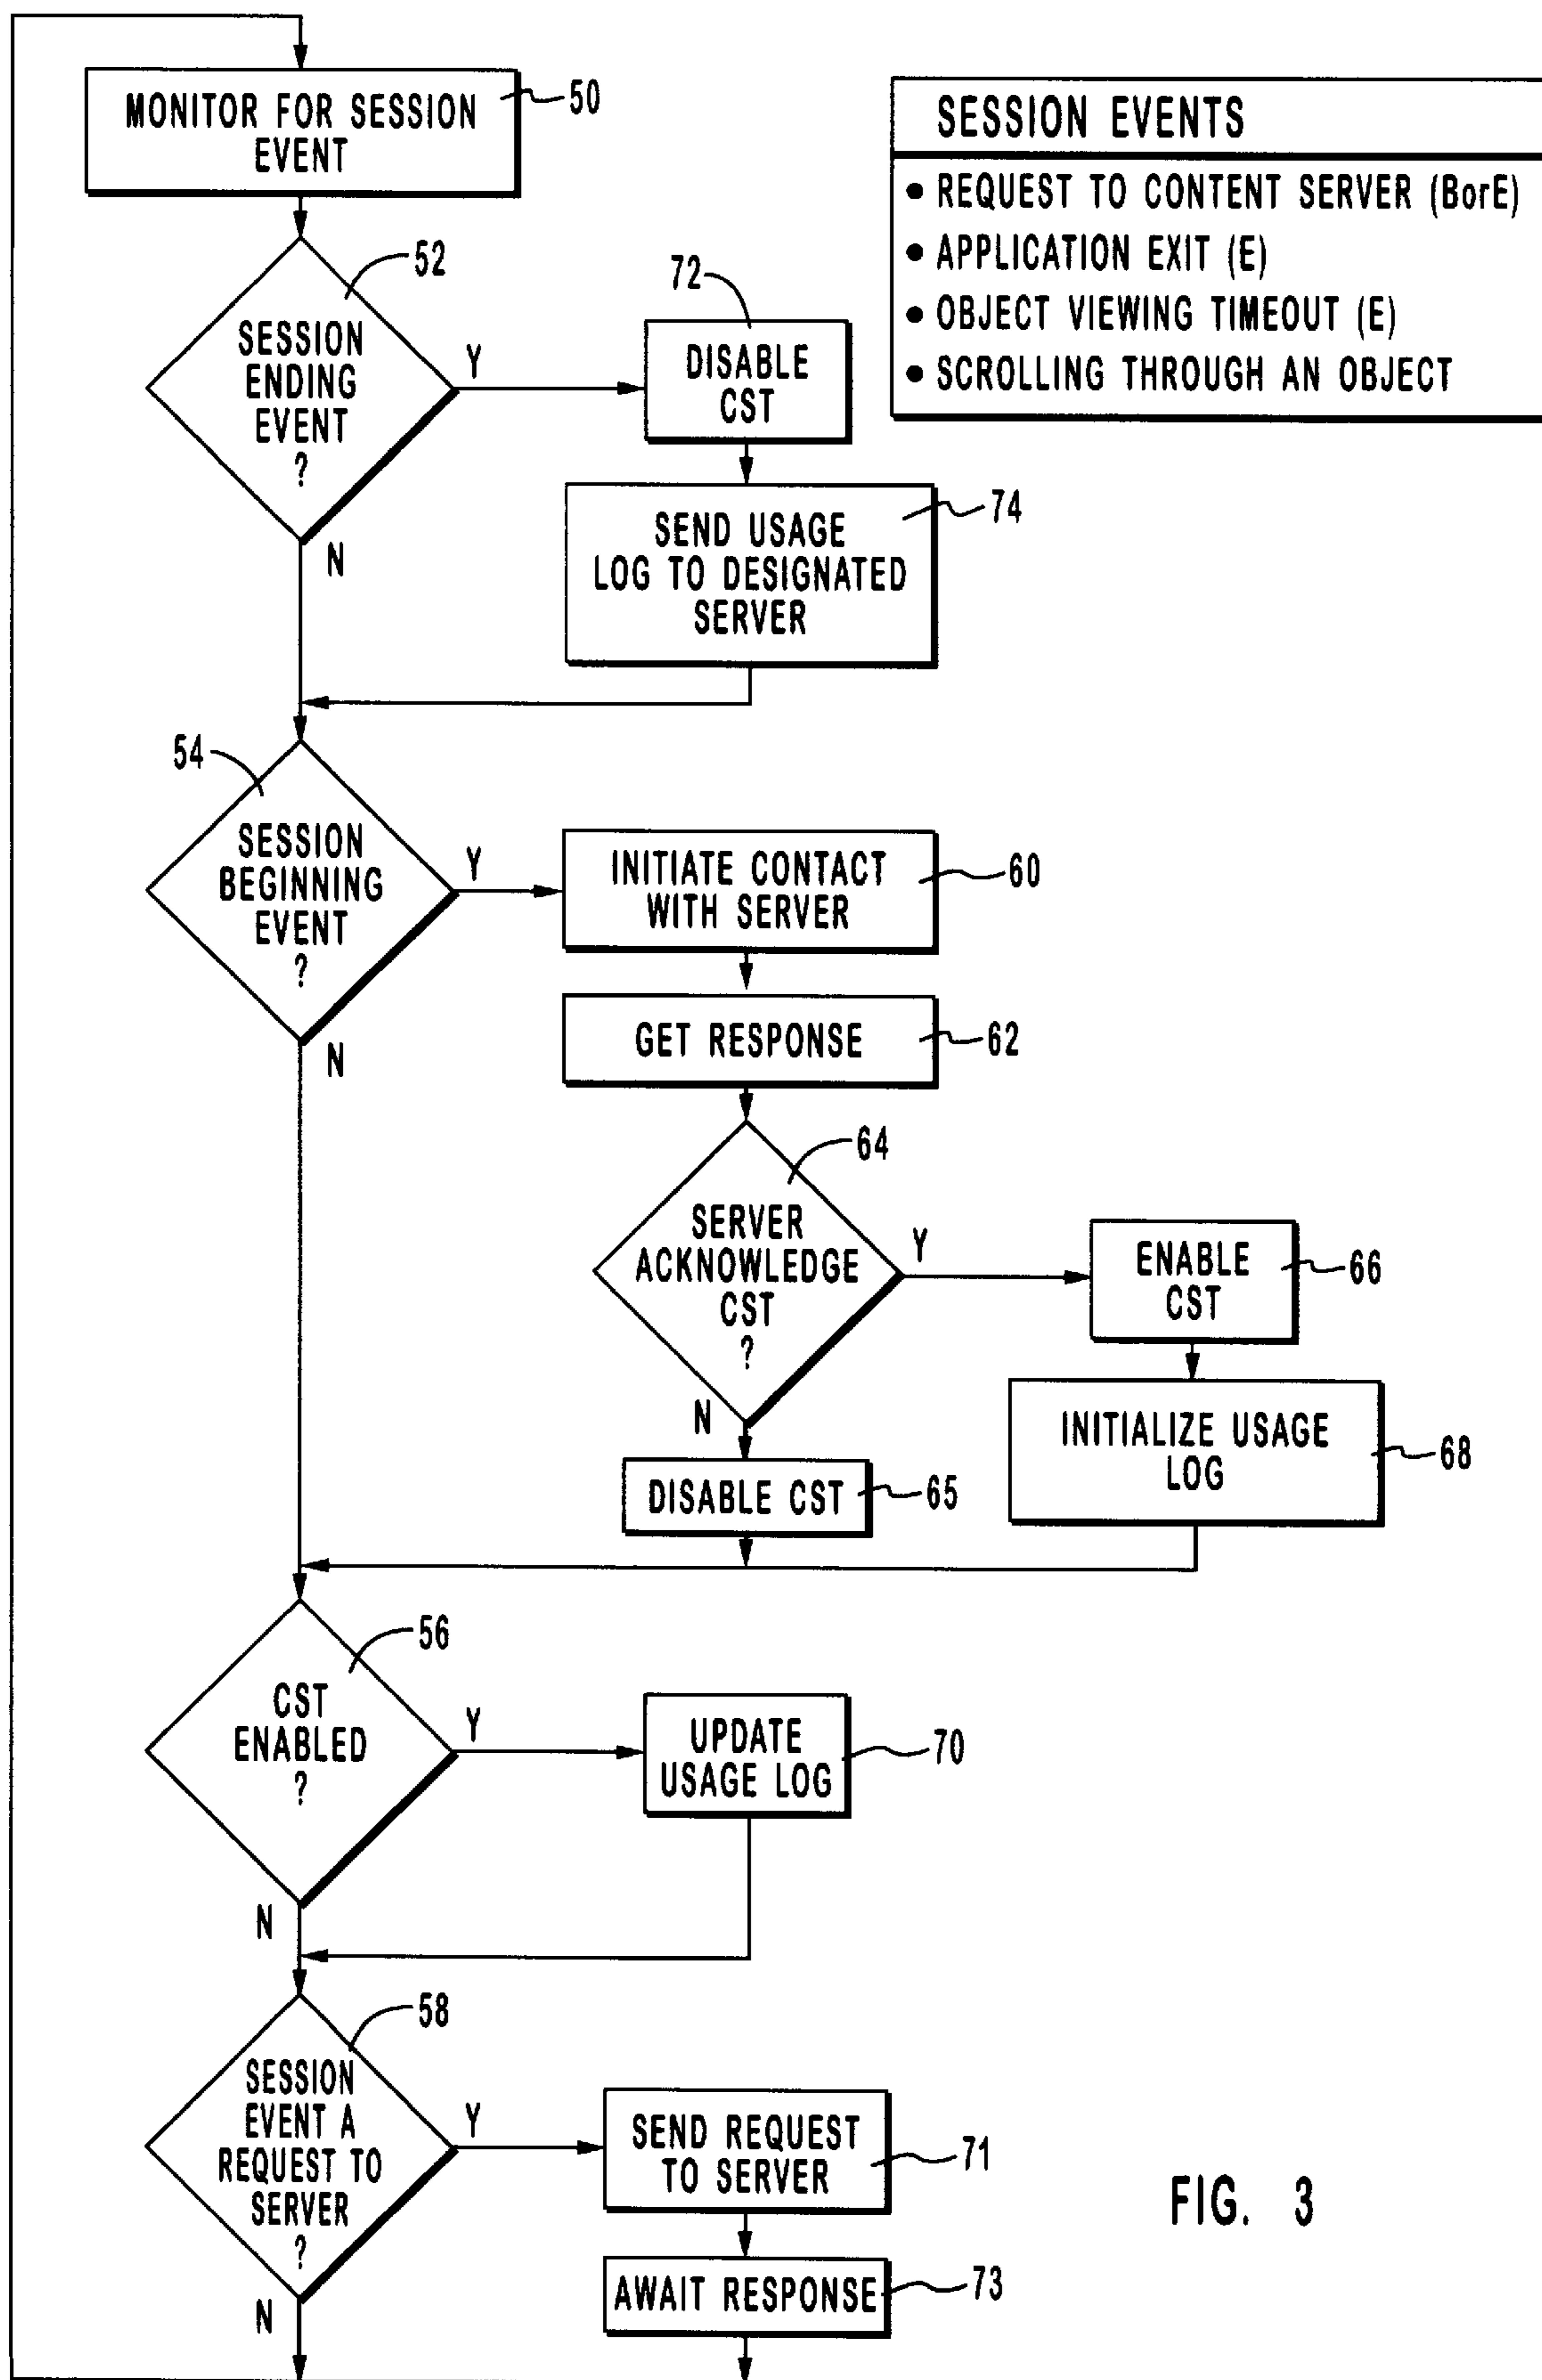 MONITOR FOR SESSION
EVENT
50
SESSION EVENTS
• REQUEST TO CONTENT SERVER (BorE)
• APPLICATION EXIT (E)
• OBJECT VIEWING TIMEOUT (E)
• SCROLLING THROUGH AN OBJECT
52
SESSION
ENDING
EVENT
?
Y
N
72
DISABLE
CST
SEND USAGE
LOG TO DESIGNATED
SERVER
74
54
SESSION
BEGINNING
EVENT
?
Y
N
INITIATE CONTACT
WITH SERVER
60
GET RESPONSE
62
64
SERVER
ACKNOWLEDGE
CST
?
Y
N
ENABLE
CST
66
INITIALIZE USAGE
LOG
68
DISABLE CST
65
56
CST
ENABLED
?
Y
N
UPDATE
USAGE LOG
70
58
SESSION
EVENT A
REQUEST TO
SERVER
?
Y
N
SEND REQUEST
TO SERVER
71
AWAIT RESPONSE
73
FIG. 3